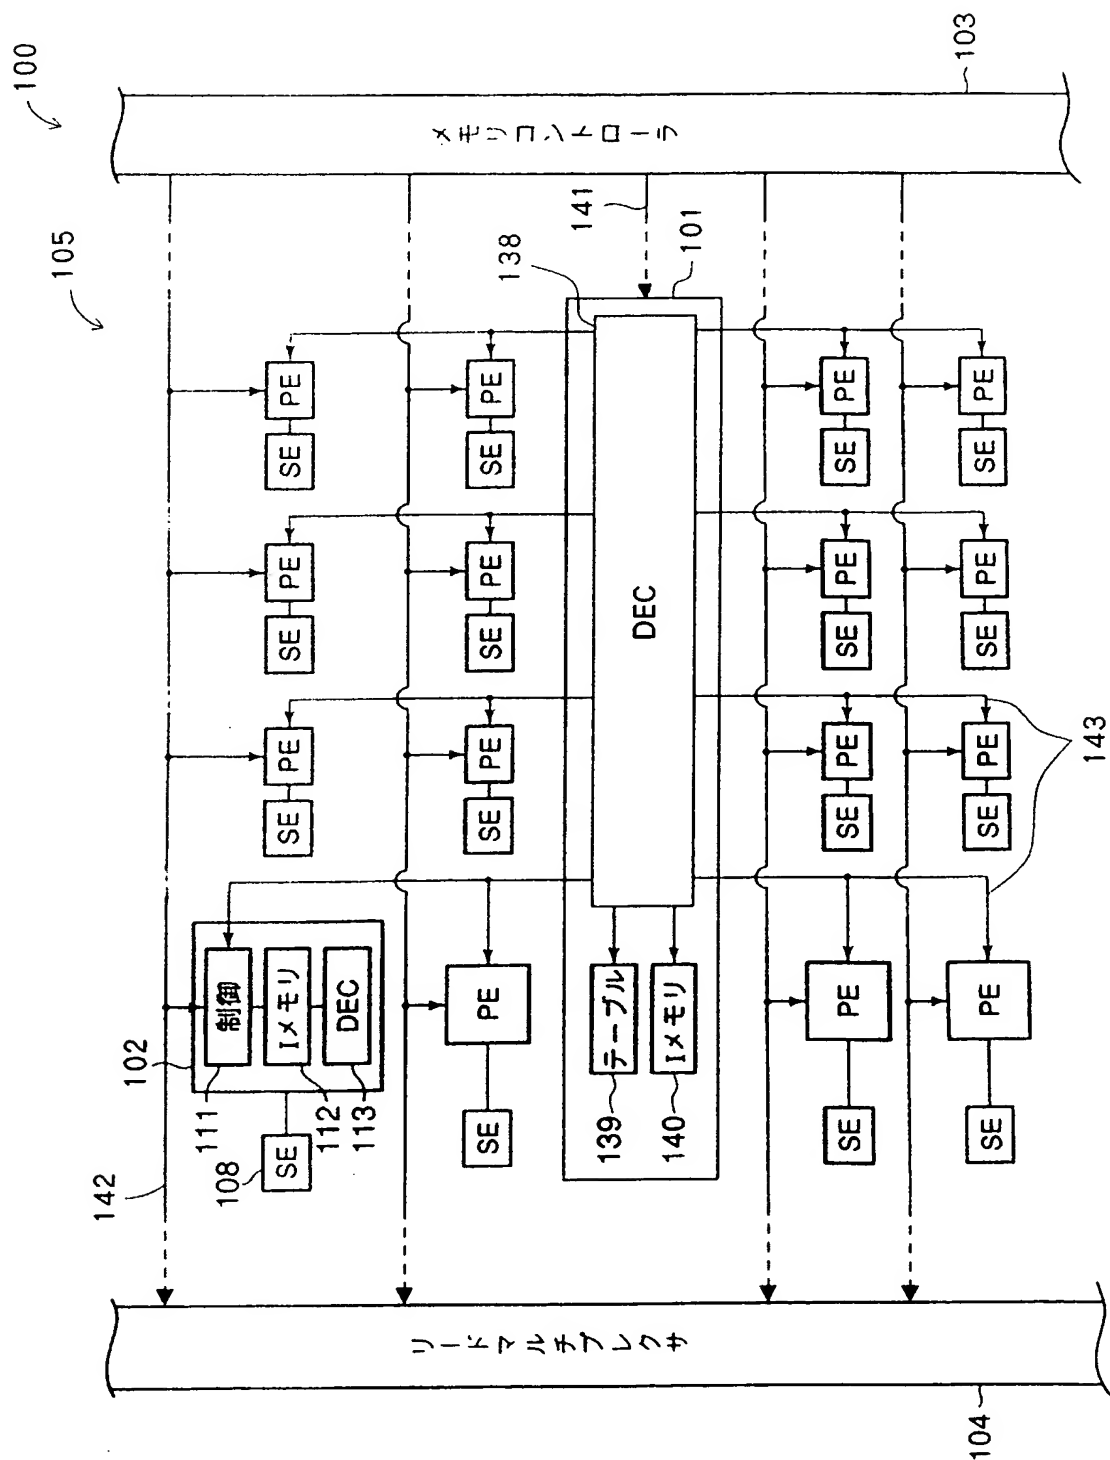 100
105
103
メモリコントローラ
141
101
138
PE
SE
PE
SE
PE
SE
PE
SE
PE
SE
PE
SE
PE
SE
PE
SE
DEC
PE
SE
PE
SE
PE
SE
PE
SE
143
102
制御
Iメモリ
DEC
111
112
113
108
SE
142
PE
SE
テーブル
Iメモリ
139
140
PE
SE
PE
SE
リードマルチプレクサ
104